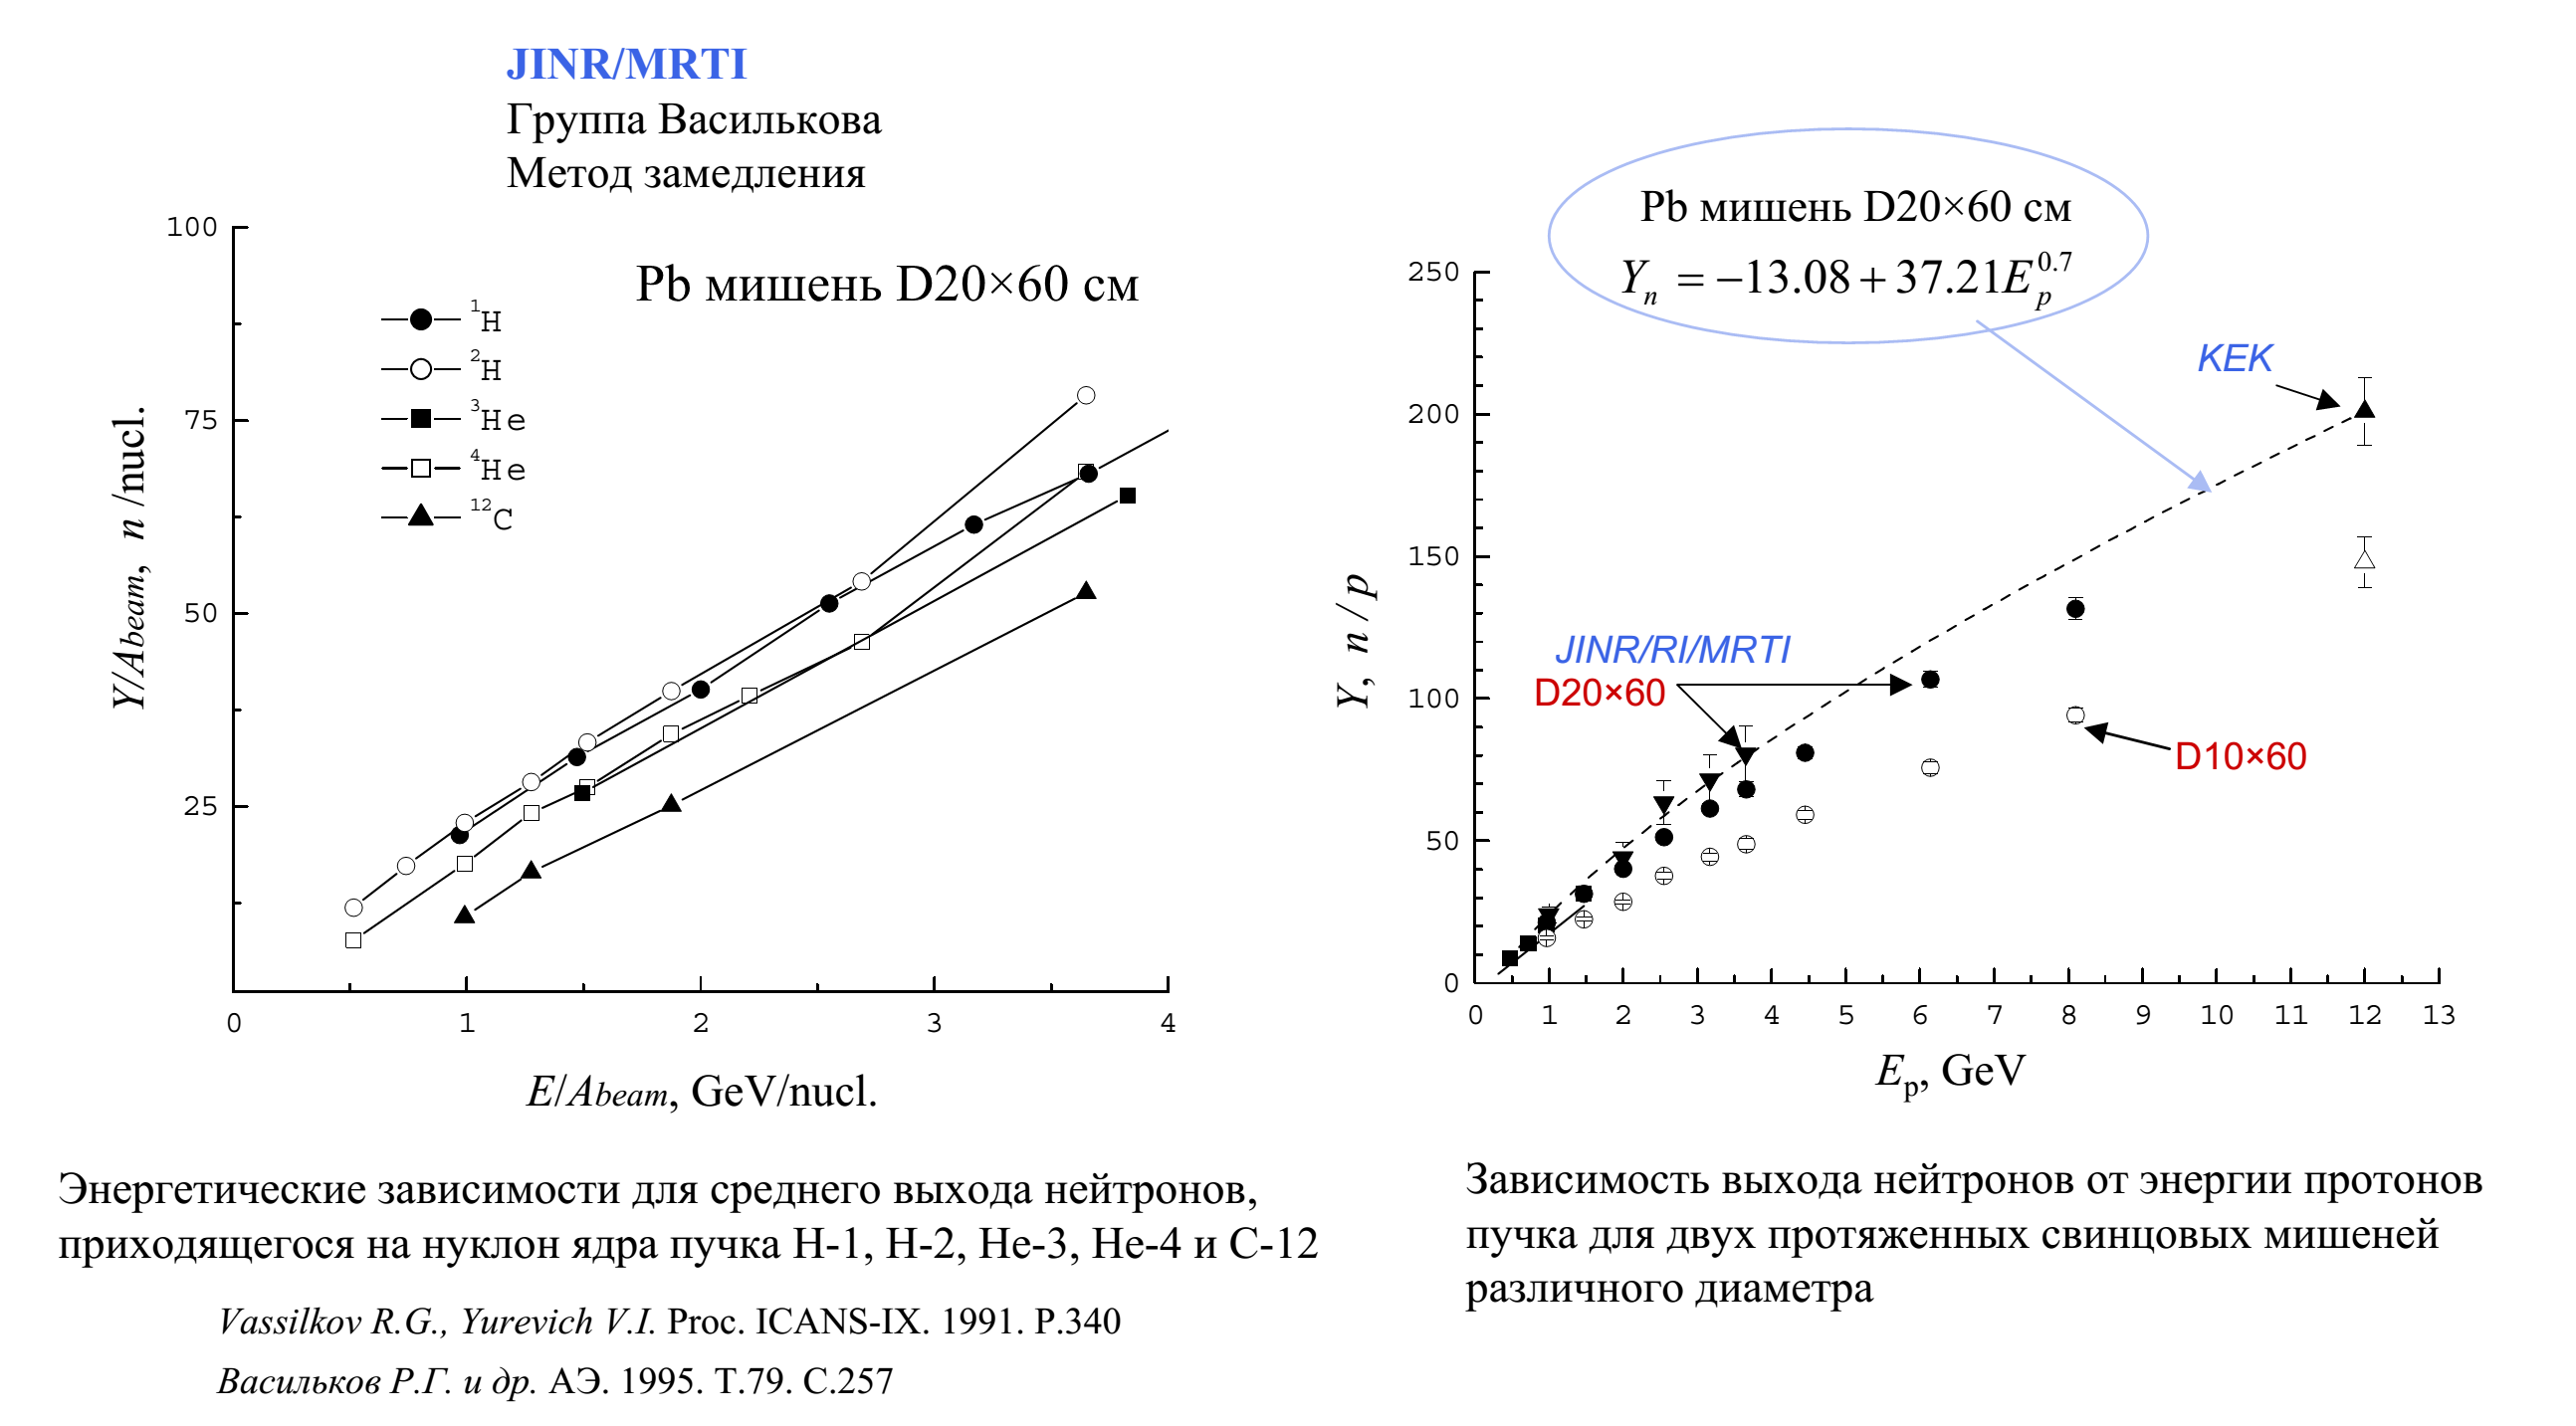 JINR/MRTI
Группа Василькова
Метод замедления
Pb мишень D20×60 см
100
75
50
25
0
1
2
3
4
¹H
²H
³He
⁴He
¹²C
Y/Abeam, n /nucl.
E/Abeam, GeV/nucl.
Энергетические зависимости для среднего выхода нейтронов,
приходящегося на нуклон ядра пучка H-1, H-2, He-3, He-4 и C-12
Vassilkov R.G., Yurevich V.I. Proc. ICANS-IX. 1991. P.340
Васильков Р.Г. и др. АЭ. 1995. Т.79. С.257
Pb мишень D20×60 см
Yₙ = −13.08 + 37.21Eₚ^0.7
KEK
JINR/RI/MRTI
D20×60
D10×60
250
200
150
100
50
0
0 1 2 3 4 5 6 7 8 9 10 11 12 13
Y, n / p
Eₚ, GeV
Зависимость выхода нейтронов от энергии протонов
пучка для двух протяженных свинцовых мишеней
различного диаметра